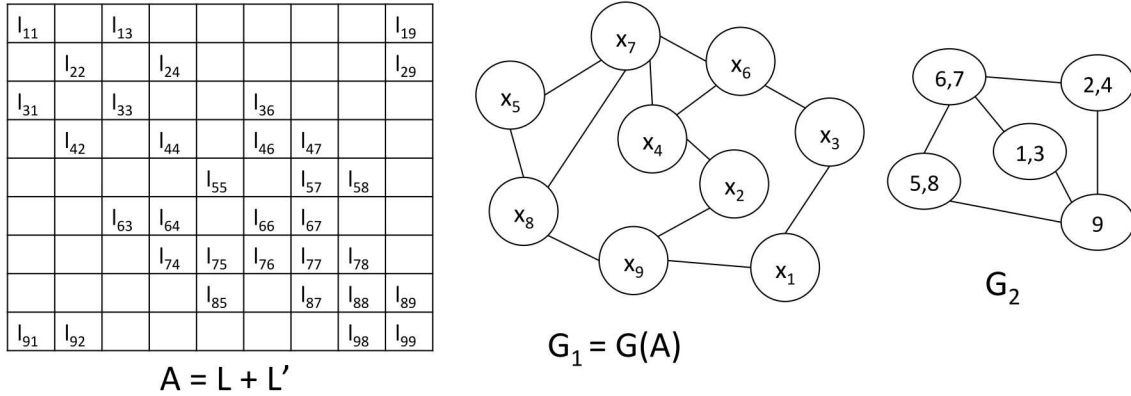 l₁₁ l₁₃ l₁₉
l₂₂ l₂₄ l₂₉
l₃₁ l₃₃ l₃₆
l₄₂ l₄₄ l₄₆ l₄₇
l₅₅ l₅₇ l₅₈
l₆₃ l₆₄ l₆₆ l₆₇
l₇₄ l₇₅ l₇₆ l₇₇ l₇₈
l₈₅ l₈₇ l₈₈ l₈₉
l₉₁ l₉₂ l₉₈ l₉₉
A = L + L’
x₇
x₆
x₅
x₃
x₄
x₂
x₈
x₉
x₁
G₁ = G(A)
6,7
2,4
1,3
5,8
9
G₂